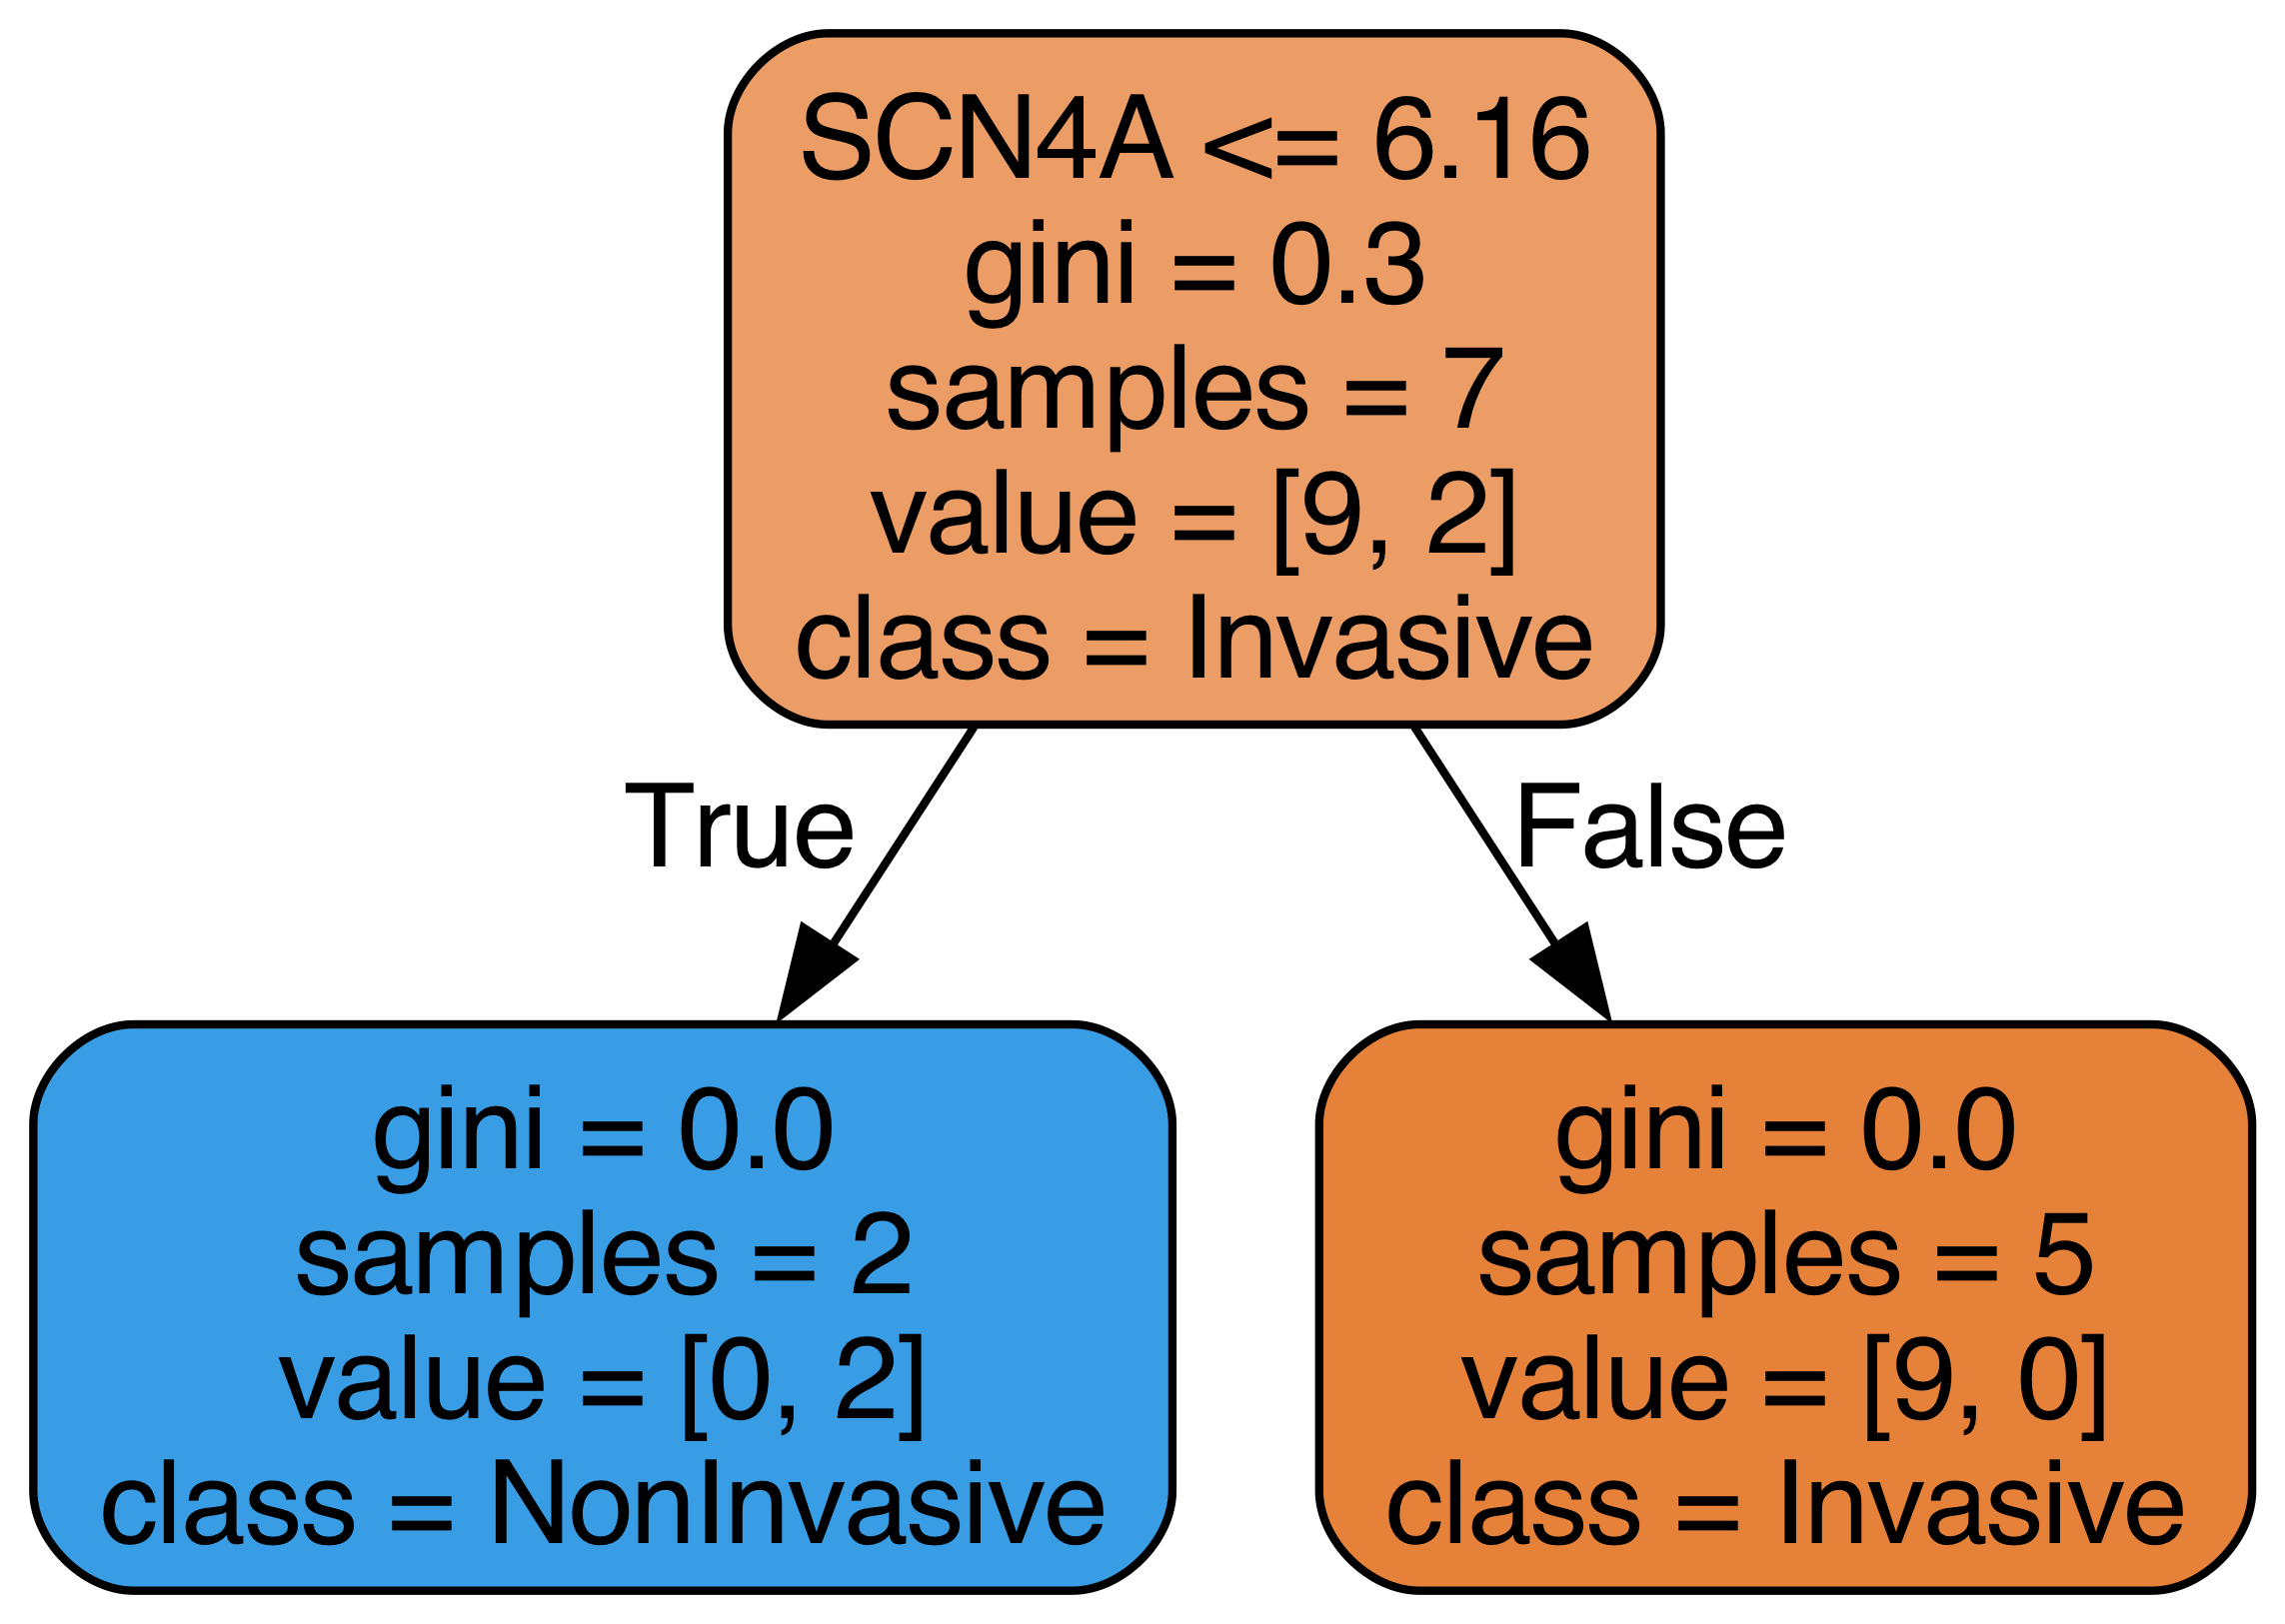 SCN4A <= 6.16
gini = 0.3
samples = 7
value = [9, 2]
class = Invasive
True
False
gini = 0.0
samples = 2
value = [0, 2]
class = NonInvasive
gini = 0.0
samples = 5
value = [9, 0]
class = Invasive